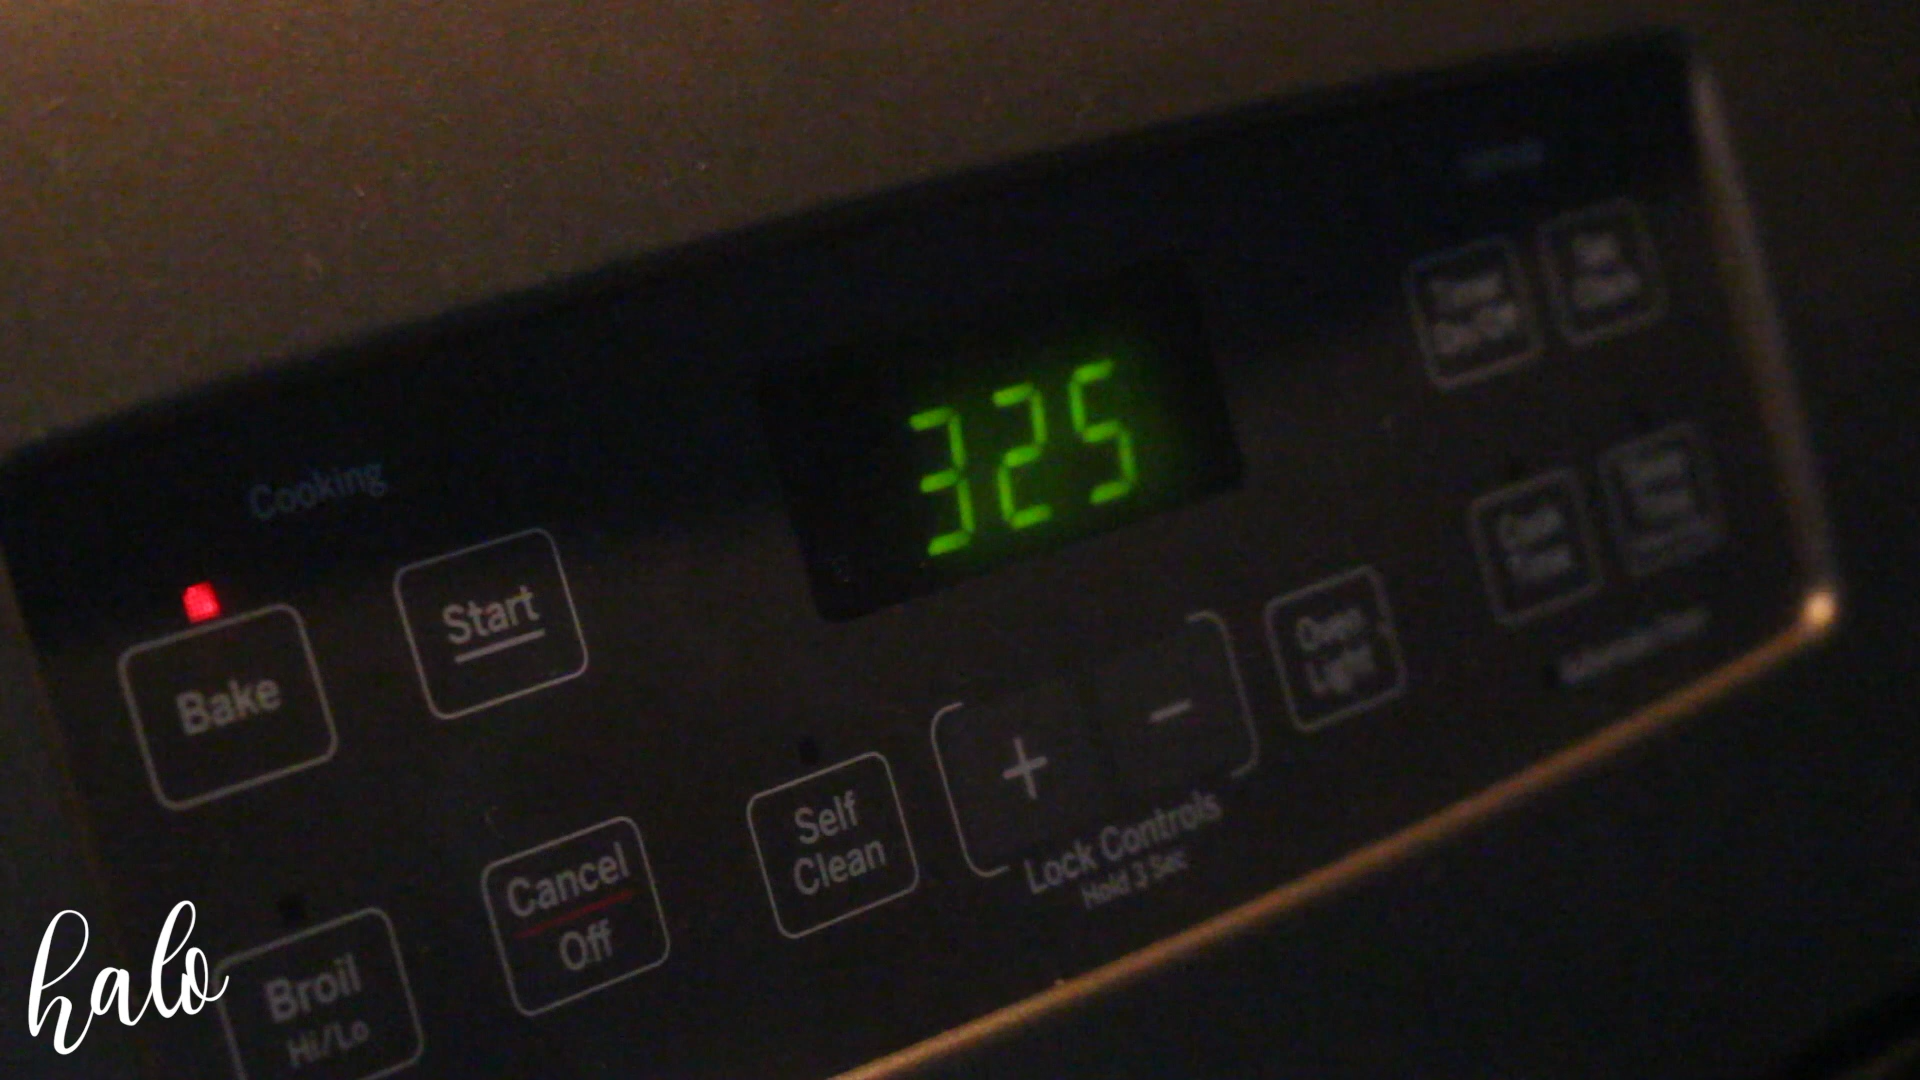 325
Cooking
Bake
Start
Oven
Light
+
−
Lock Controls
Hold 3 Sec
Self
Clean
Cancel
Off
Broil
Hi/Lo
halo